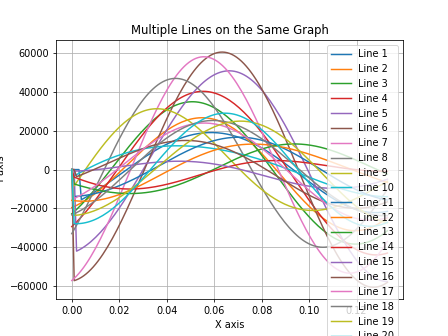 Multiple Lines on the Same Graph
60000
40000
20000
0
−20000
−40000
−60000
0.00
0.02
0.04
0.06
0.08
0.10
X axis
Line 1
Line 2
Line 3
Line 4
Line 5
Line 6
Line 7
Line 8
Line 9
Line 10
Line 11
Line 12
Line 13
Line 14
Line 15
Line 16
Line 17
Line 18
Line 19
Line 20